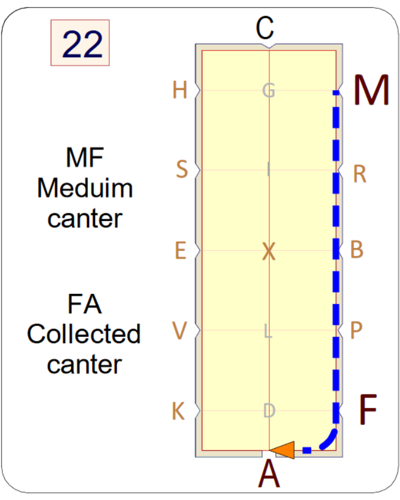 22
C
H G M
MF
Meduim
canter
S I R
E X B
FA
Collected
canter
V L P
K D F
A